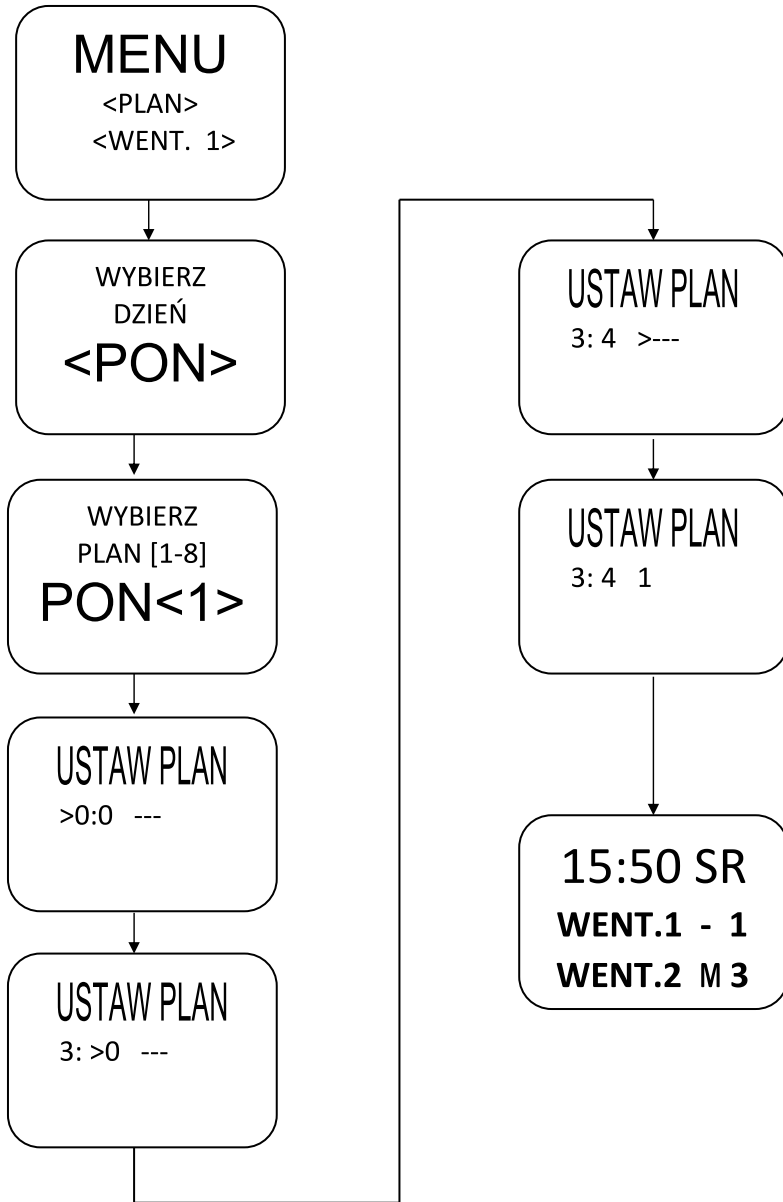 MENU
<PLAN>
<WENT. 1>
WYBIERZ
DZIEŃ
<PON>
WYBIERZ
PLAN [1-8]
PON<1>
USTAW PLAN
>0:0 ---
USTAW PLAN
3: >0 ---
USTAW PLAN
3: 4 >---
USTAW PLAN
3: 4 1
15:50 SR
WENT.1 - 1
WENT.2 M 3